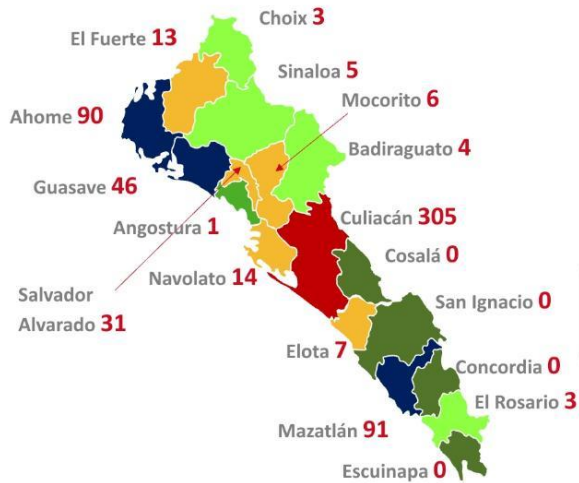 Choix 3
El Fuerte 13
Sinaloa 5
Mocorito 6
Ahome 90
Badiraguato 4
Guasave 46
Culiacán 305
Angostura 1
Cosalá 0
Navolato 14
Salvador
Alvarado 31
San Ignacio 0
Elota 7
Concordia 0
El Rosario 3
Mazatlán 91
Escuinapa 0